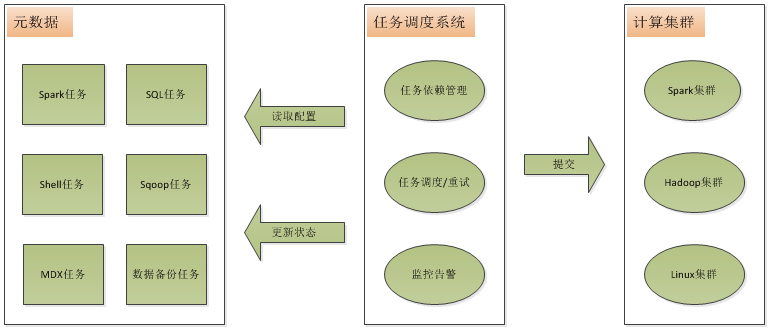 元数据
Spark任务
SQL任务
Shell任务
Sqoop任务
MDX任务
数据备份任务
读取配置
更新状态
任务调度系统
任务依赖管理
任务调度/重试
监控告警
提交
计算集群
Spark集群
Hadoop集群
Linux集群